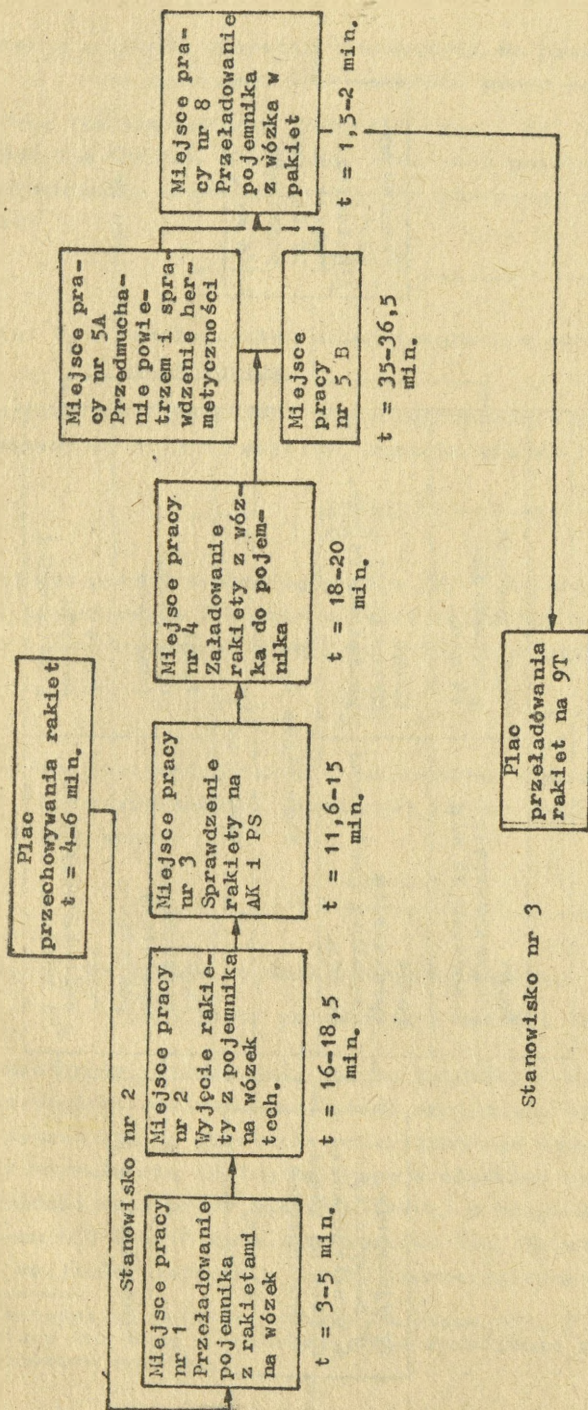 Plac
przechowywania rakiet
t = 4-6 min.
Stanowisko nr 2
Miejsce pracy
nr 1
Przeładowanie
pojemnika
z rakietami
na wózek
t = 3-5 min.
Miejsce pracy
nr 2
Wyjęcie rakie-
ty z pojemnika
na wózek
tech.
t = 16-18,5
min.
Miejsce pracy
nr 3
Sprawdzenie
rakiety na
AK i PS
t = 11,6-15
min.
Miejsce pracy
nr 4
Załadowanie
rakiety z wóz-
ka do pojem-
nika
t = 18-20
min.
Miejsce pra-
cy nr 5A
Przedmucha-
nie powie-
trzem i spra-
wdzenie her-
metyczności
Miejsce
pracy
nr 5 B
t = 35-36,5
min.
Miejsce pra-
cy nr 8
Przeładowanie
pojemnika
z wózka w
pakiet
t = 1,5-2 min.
Plac
przeładowania
rakiet na 9T
Stanowisko nr 3